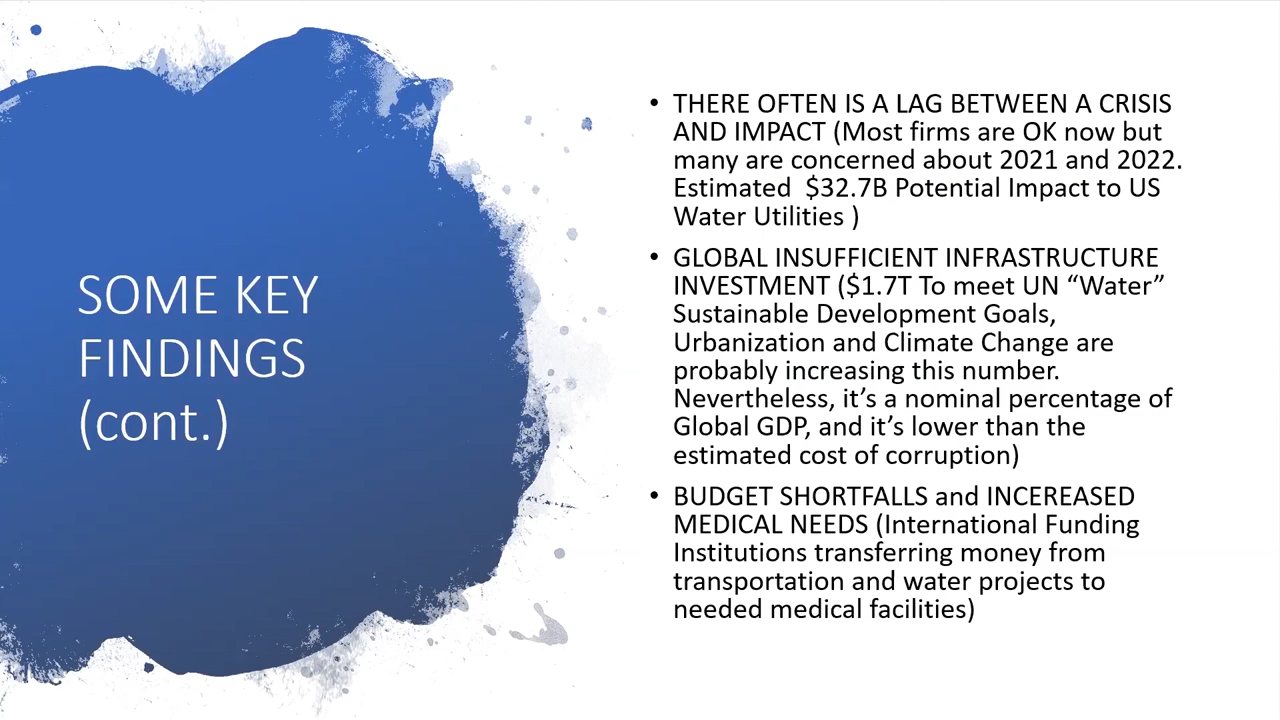 SOME KEY
FINDINGS
(cont.)
• THERE OFTEN IS A LAG BETWEEN A CRISIS
AND IMPACT (Most firms are OK now but
many are concerned about 2021 and 2022.
Estimated  $32.7B Potential Impact to US
Water Utilities )
• GLOBAL INSUFFICIENT INFRASTRUCTURE
INVESTMENT ($1.7T To meet UN “Water”
Sustainable Development Goals,
Urbanization and Climate Change are
probably increasing this number.
Nevertheless, it’s a nominal percentage of
Global GDP, and it’s lower than the
estimated cost of corruption)
• BUDGET SHORTFALLS and INCEREASED
MEDICAL NEEDS (International Funding
Institutions transferring money from
transportation and water projects to
needed medical facilities)